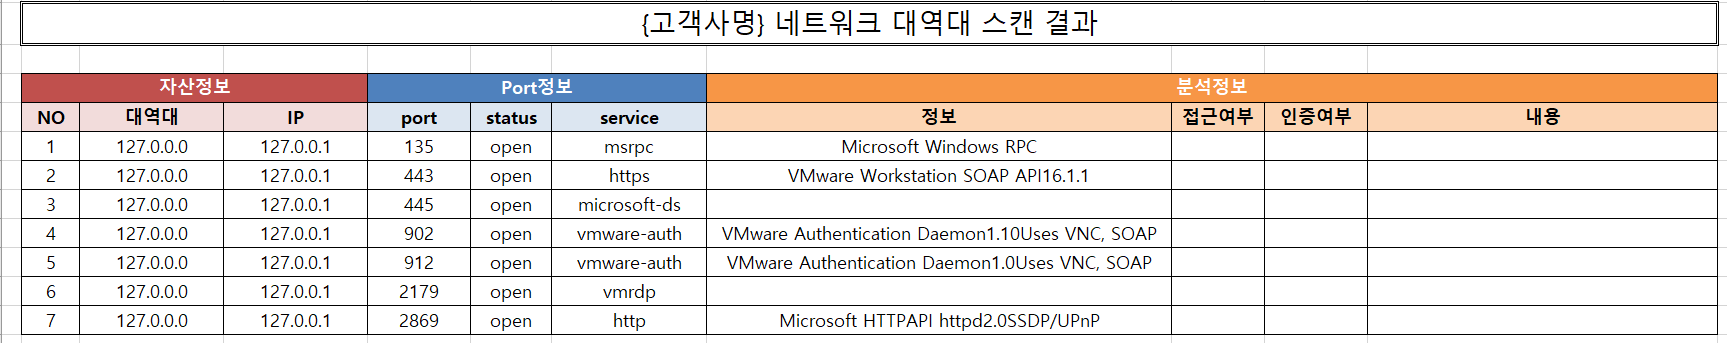 {고객사명} 네트워크 대역대 스캔 결과
자산정보 Port정보 분석정보
NO 대역대 IP port status service 정보 접근여부 인증여부 내용
1 127.0.0.0 127.0.0.1 135 open msrpc Microsoft Windows RPC
2 127.0.0.0 127.0.0.1 443 open https VMware Workstation SOAP API16.1.1
3 127.0.0.0 127.0.0.1 445 open microsoft-ds
4 127.0.0.0 127.0.0.1 902 open vmware-auth VMware Authentication Daemon1.10Uses VNC, SOAP
5 127.0.0.0 127.0.0.1 912 open vmware-auth VMware Authentication Daemon1.0Uses VNC, SOAP
6 127.0.0.0 127.0.0.1 2179 open vmrdp
7 127.0.0.0 127.0.0.1 2869 open http Microsoft HTTPAPI httpd2.0SSDP/UPnP